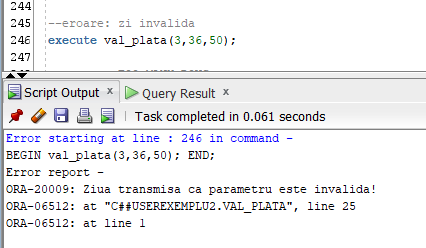 244
245 --eroare: zi invalida
246 execute val_plata(3,36,50);
247
Script Output x Query Result x
Task completed in 0.061 seconds
Error starting at line : 246 in command -
BEGIN val_plata(3,36,50); END;
Error report -
ORA-20009: Ziua transmisa ca parametru este invalida!
ORA-06512: at "C##USEREXEMPLU2.VAL_PLATA", line 25
ORA-06512: at line 1